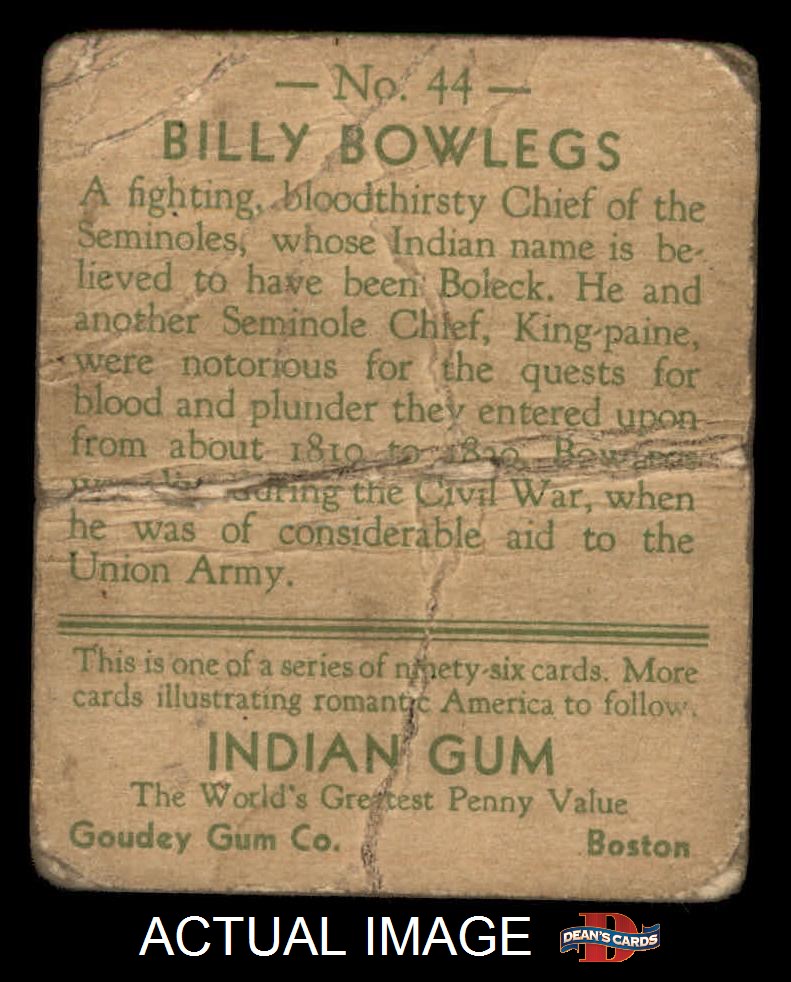 — No. 44 —
BILLY BOWLEGS
A fighting, bloodthirsty Chief of the
Seminoles, whose Indian name is be-
lieved to have been Boleck. He and
another Seminole Chief, King-paine,
were notorious for the quests for
blood and plunder they entered upon
from about 1810 to Bowlegs
during the Civil War, when
he was of considerable aid to the
Union Army.
This is one of a series of ninety-six cards. More
cards illustrating romantic America to follow.
INDIAN GUM
The World's Greatest Penny Value
Goudey Gum Co. Boston
ACTUAL IMAGE
DEAN'S CARDS